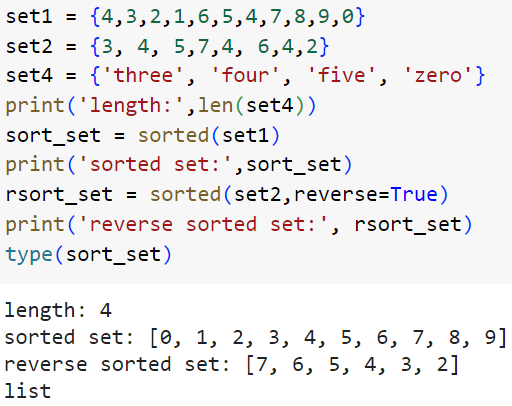 set1 = {4,3,2,1,6,5,4,7,8,9,0}
set2 = {3, 4, 5,7,4, 6,4,2}
set4 = {'three', 'four', 'five', 'zero'}
print('length:',len(set4))
sort_set = sorted(set1)
print('sorted set:',sort_set)
rsort_set = sorted(set2,reverse=True)
print('reverse sorted set:', rsort_set)
type(sort_set)
length: 4
sorted set: [0, 1, 2, 3, 4, 5, 6, 7, 8, 9]
reverse sorted set: [7, 6, 5, 4, 3, 2]
list